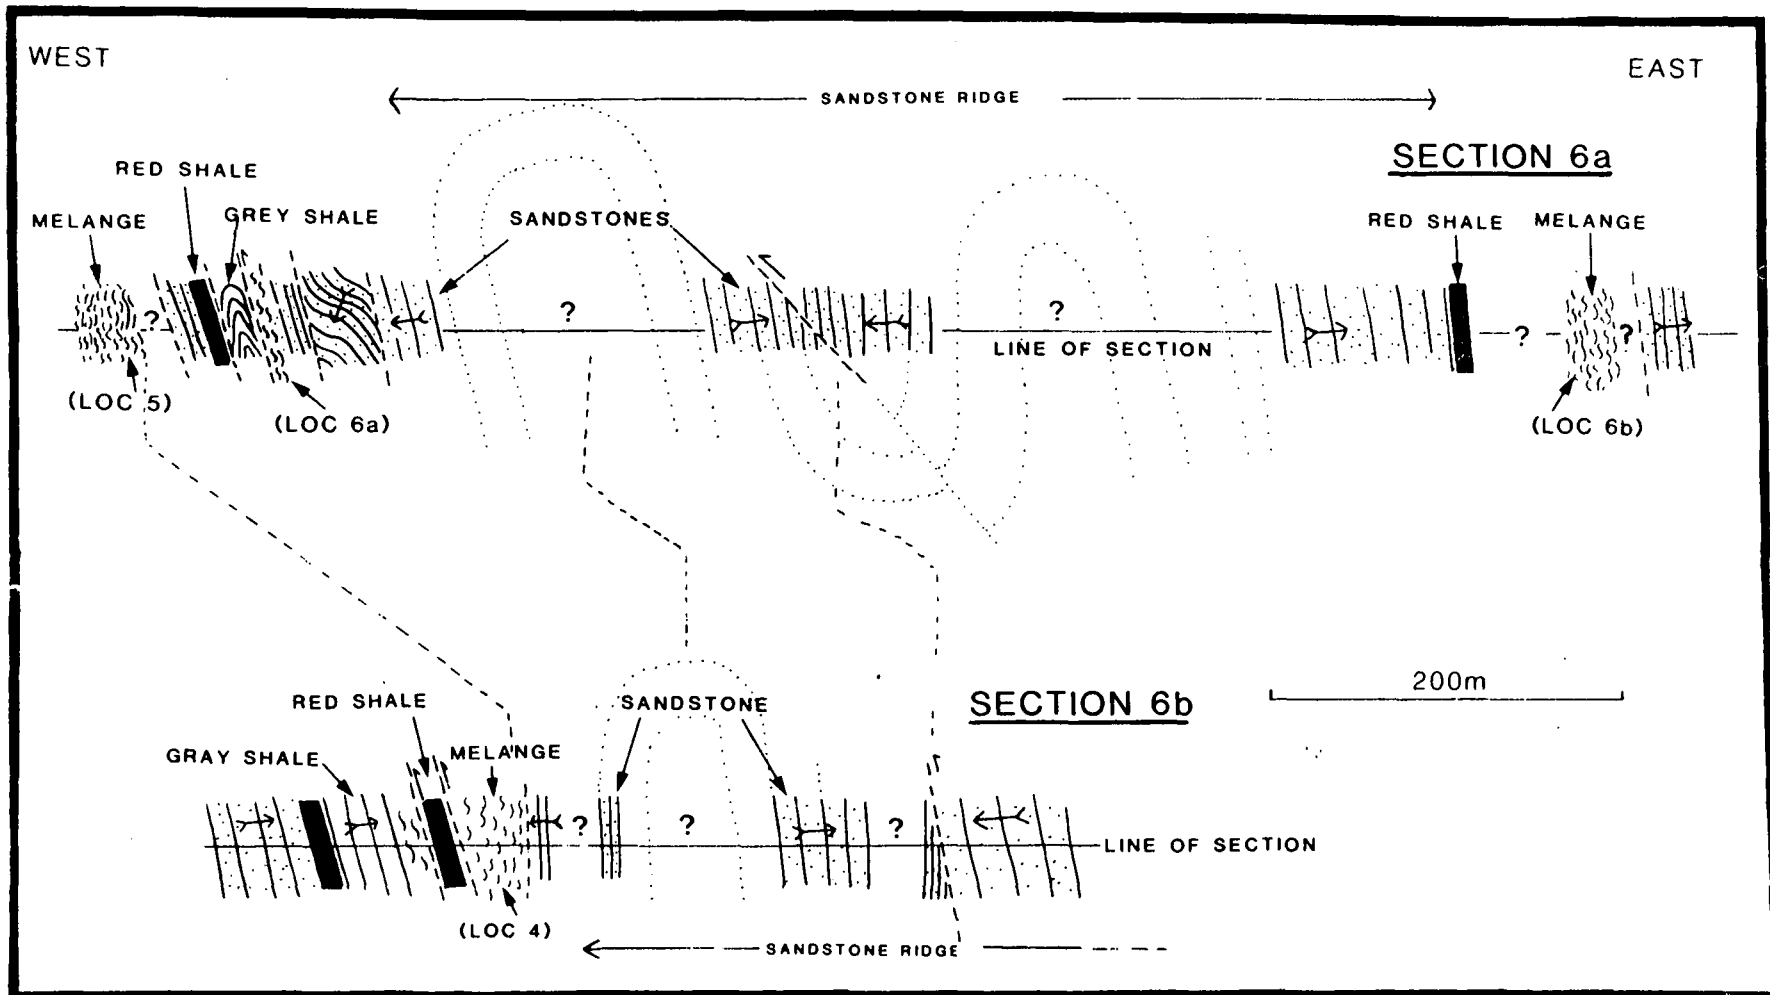 WEST
EAST
SANDSTONE RIDGE
SECTION 6a
RED SHALE
MELANGE
GREY SHALE
SANDSTONES
RED SHALE
MELANGE
?
?
?
?
?
LINE OF SECTION
(LOC 5)
(LOC 6a)
(LOC 6b)
200m
RED SHALE
SANDSTONE
SECTION 6b
GRAY SHALE
MELANGE
?
?
?
LINE OF SECTION
(LOC 4)
SANDSTONE RIDGE